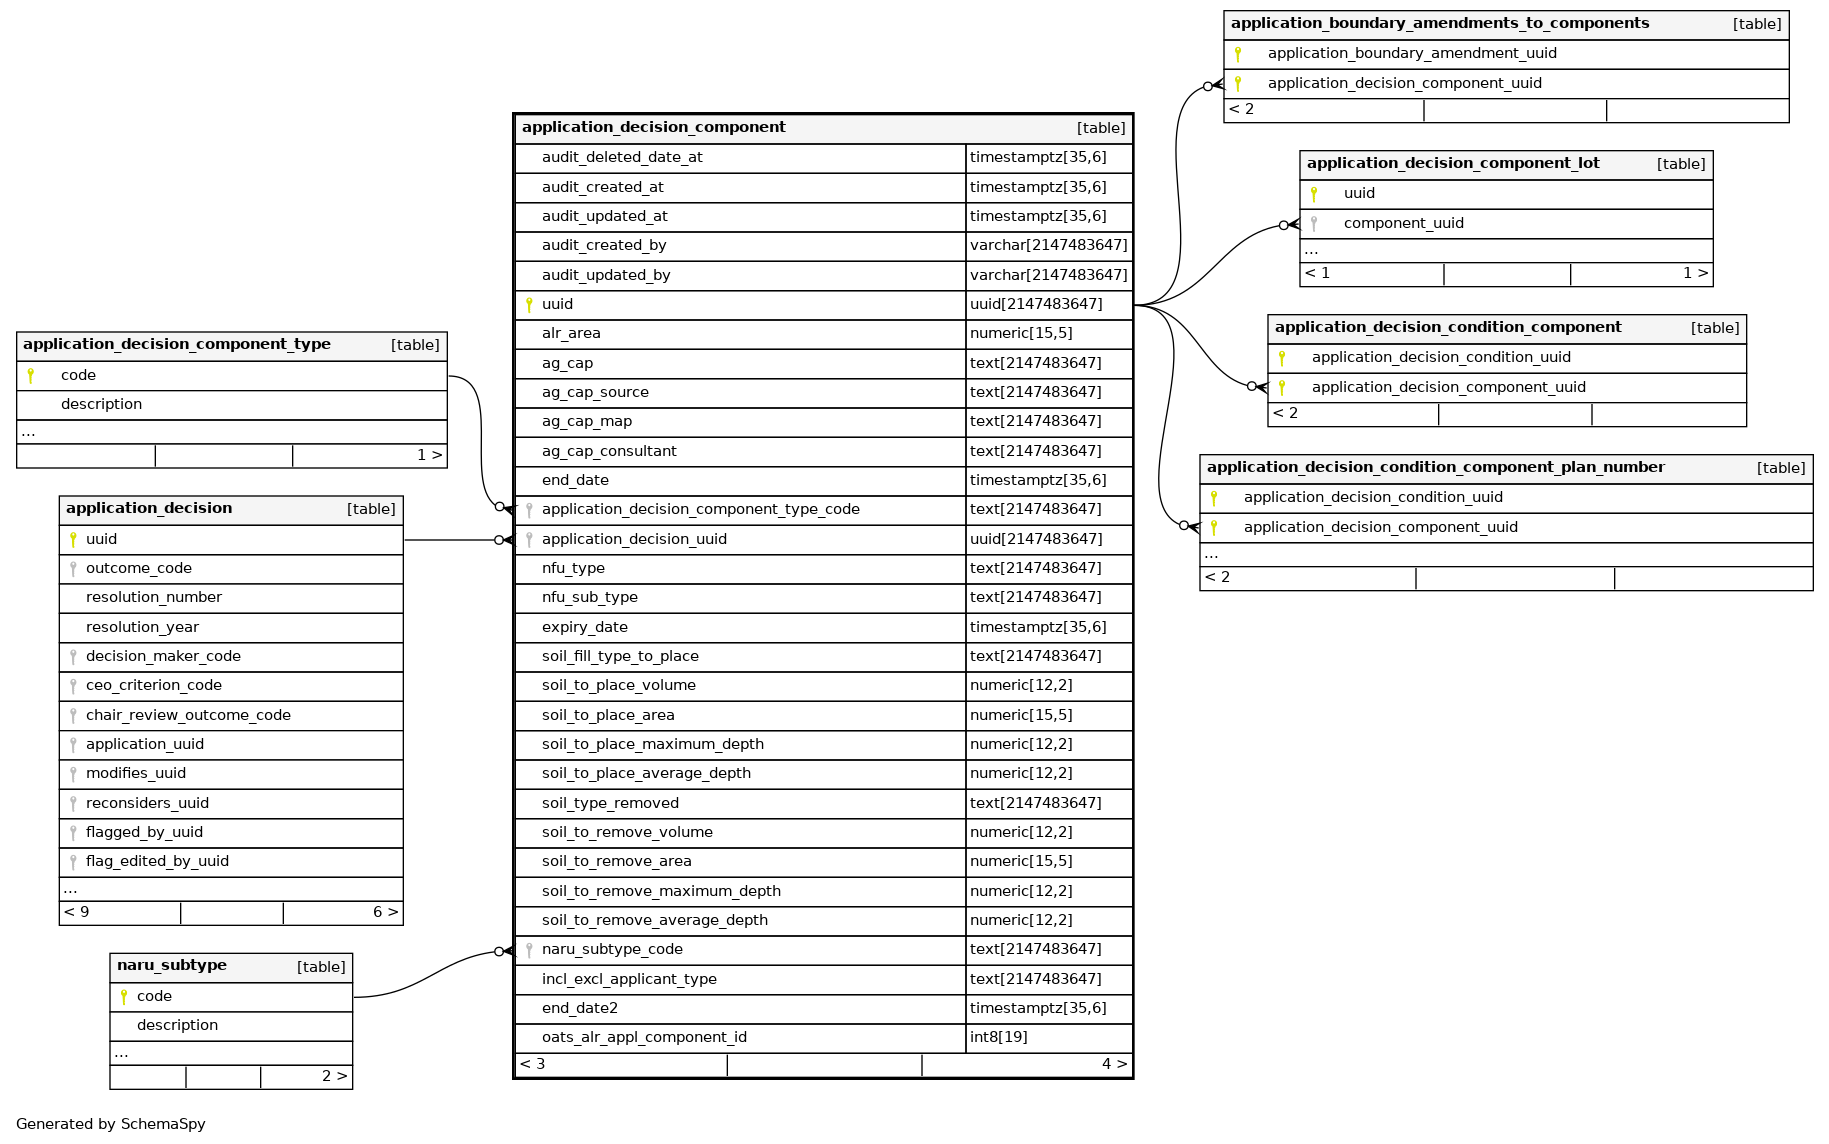 application_boundary_amendments_to_components [table]
application_boundary_amendment_uuid
application_decision_component_uuid
< 2
application_decision_component [table]
audit_deleted_date_at timestamptz[35,6]
audit_created_at timestamptz[35,6]
audit_updated_at timestamptz[35,6]
audit_created_by varchar[2147483647]
audit_updated_by varchar[2147483647]
uuid uuid[2147483647]
alr_area numeric[15,5]
ag_cap text[2147483647]
ag_cap_source text[2147483647]
ag_cap_map text[2147483647]
ag_cap_consultant text[2147483647]
end_date timestamptz[35,6]
application_decision_component_type_code text[2147483647]
application_decision_uuid uuid[2147483647]
nfu_type text[2147483647]
nfu_sub_type text[2147483647]
expiry_date timestamptz[35,6]
soil_fill_type_to_place text[2147483647]
soil_to_place_volume numeric[12,2]
soil_to_place_area numeric[15,5]
soil_to_place_maximum_depth numeric[12,2]
soil_to_place_average_depth numeric[12,2]
soil_type_removed text[2147483647]
soil_to_remove_volume numeric[12,2]
soil_to_remove_area numeric[15,5]
soil_to_remove_maximum_depth numeric[12,2]
soil_to_remove_average_depth numeric[12,2]
naru_subtype_code text[2147483647]
incl_excl_applicant_type text[2147483647]
end_date2 timestamptz[35,6]
oats_alr_appl_component_id int8[19]
< 3 4 >
application_decision_component_lot [table]
uuid
component_uuid
...
< 1 1 >
application_decision_condition_component [table]
application_decision_condition_uuid
application_decision_component_uuid
< 2
application_decision_condition_component_plan_number [table]
application_decision_condition_uuid
application_decision_component_uuid
...
< 2
application_decision_component_type [table]
code
description
...
1 >
application_decision [table]
uuid
outcome_code
resolution_number
resolution_year
decision_maker_code
ceo_criterion_code
chair_review_outcome_code
application_uuid
modifies_uuid
reconsiders_uuid
flagged_by_uuid
flag_edited_by_uuid
...
< 9 6 >
naru_subtype [table]
code
description
...
2 >
Generated by SchemaSpy